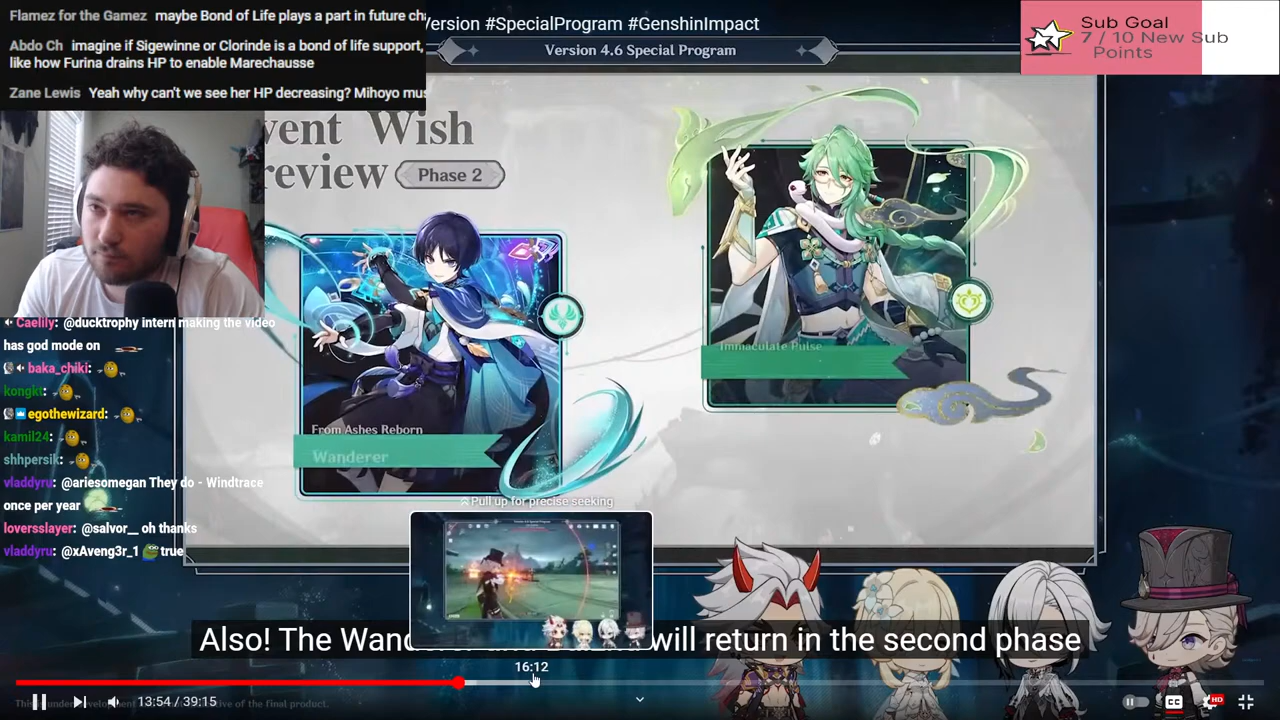 Flamez for the Gamez maybe Bond of Life plays a part in future cha
Abdo Ch imagine if Sigewinne or Clorinde is a bond of life support,
like how Furina drains HP to enable Marechausse
Zane Lewis Yeah why can't we see her HP decreasing? Mihoyo mus
Version #SpecialProgram #GenshinImpact
Version 4.6 Special Program
Sub Goal
7 / 10 New Sub
Points
vent Wish
review Phase 2
Immaculate Pulse
From Ashes Reborn
Wanderer
Caelily: @ducktrophy intern making the video
has god mode on
baka_chiki:
kongkt:
egothewizard:
kamil24:
shhpersik:
vladdyru: @ariesomegan They do - Windtrace
once per year
loversslayer: @salvor__ oh thanks
vladdyru: @xAveng3r_1 true
Pull up for precise seeking
Also! The Wand will return in the second phase
16:12
13:54 / 39:15
CC HD